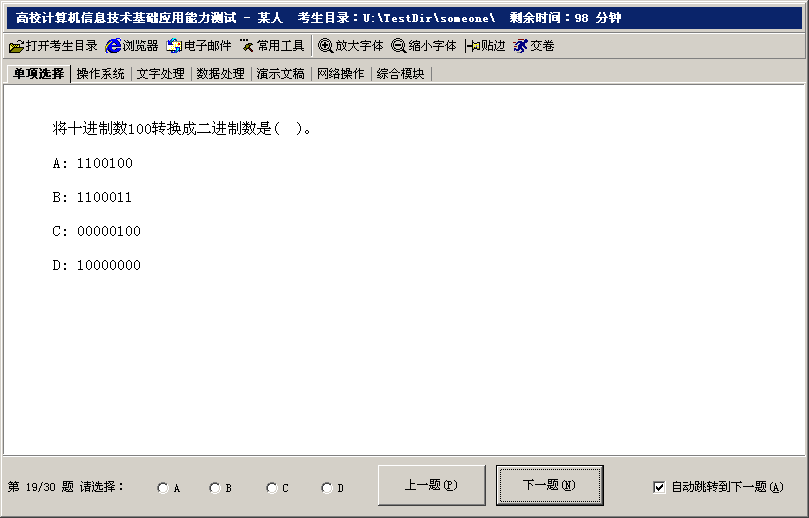 高校计算机信息技术基础应用能力测试 - 某人 考生目录：U:\TestDir\someone\ 剩余时间：98 分钟
打开考生目录 浏览器 电子邮件 常用工具 放大字体 缩小字体 贴边 交卷
单项选择 操作系统 文字处理 数据处理 演示文稿 网络操作 综合模块
将十进制数100转换成二进制数是( )。
A: 1100100
B: 1100011
C: 00000100
D: 10000000
第 19/30 题 请选择： A B C D 上一题(P) 下一题(N) 自动跳转到下一题(A)